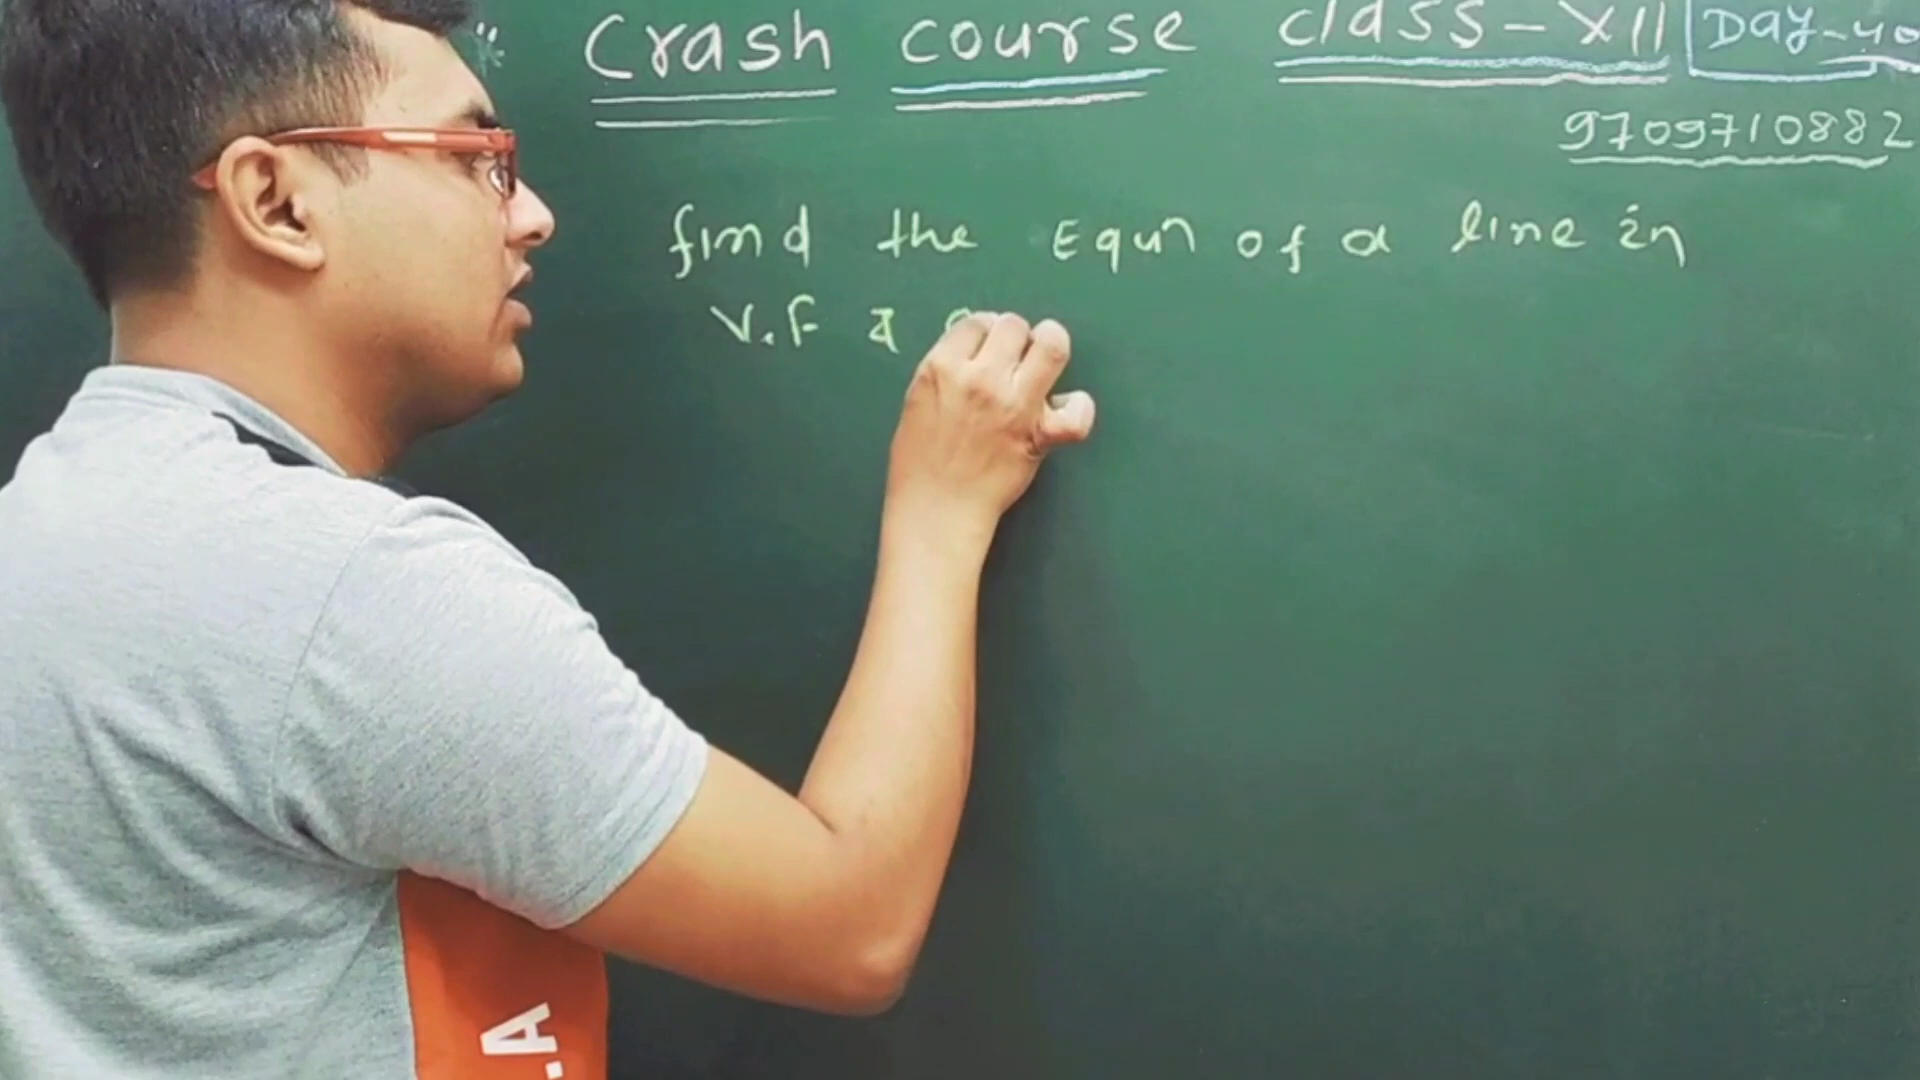 Crash course class-XII Day-40
9709710882
find the Equn of a line in
V.F &
.A